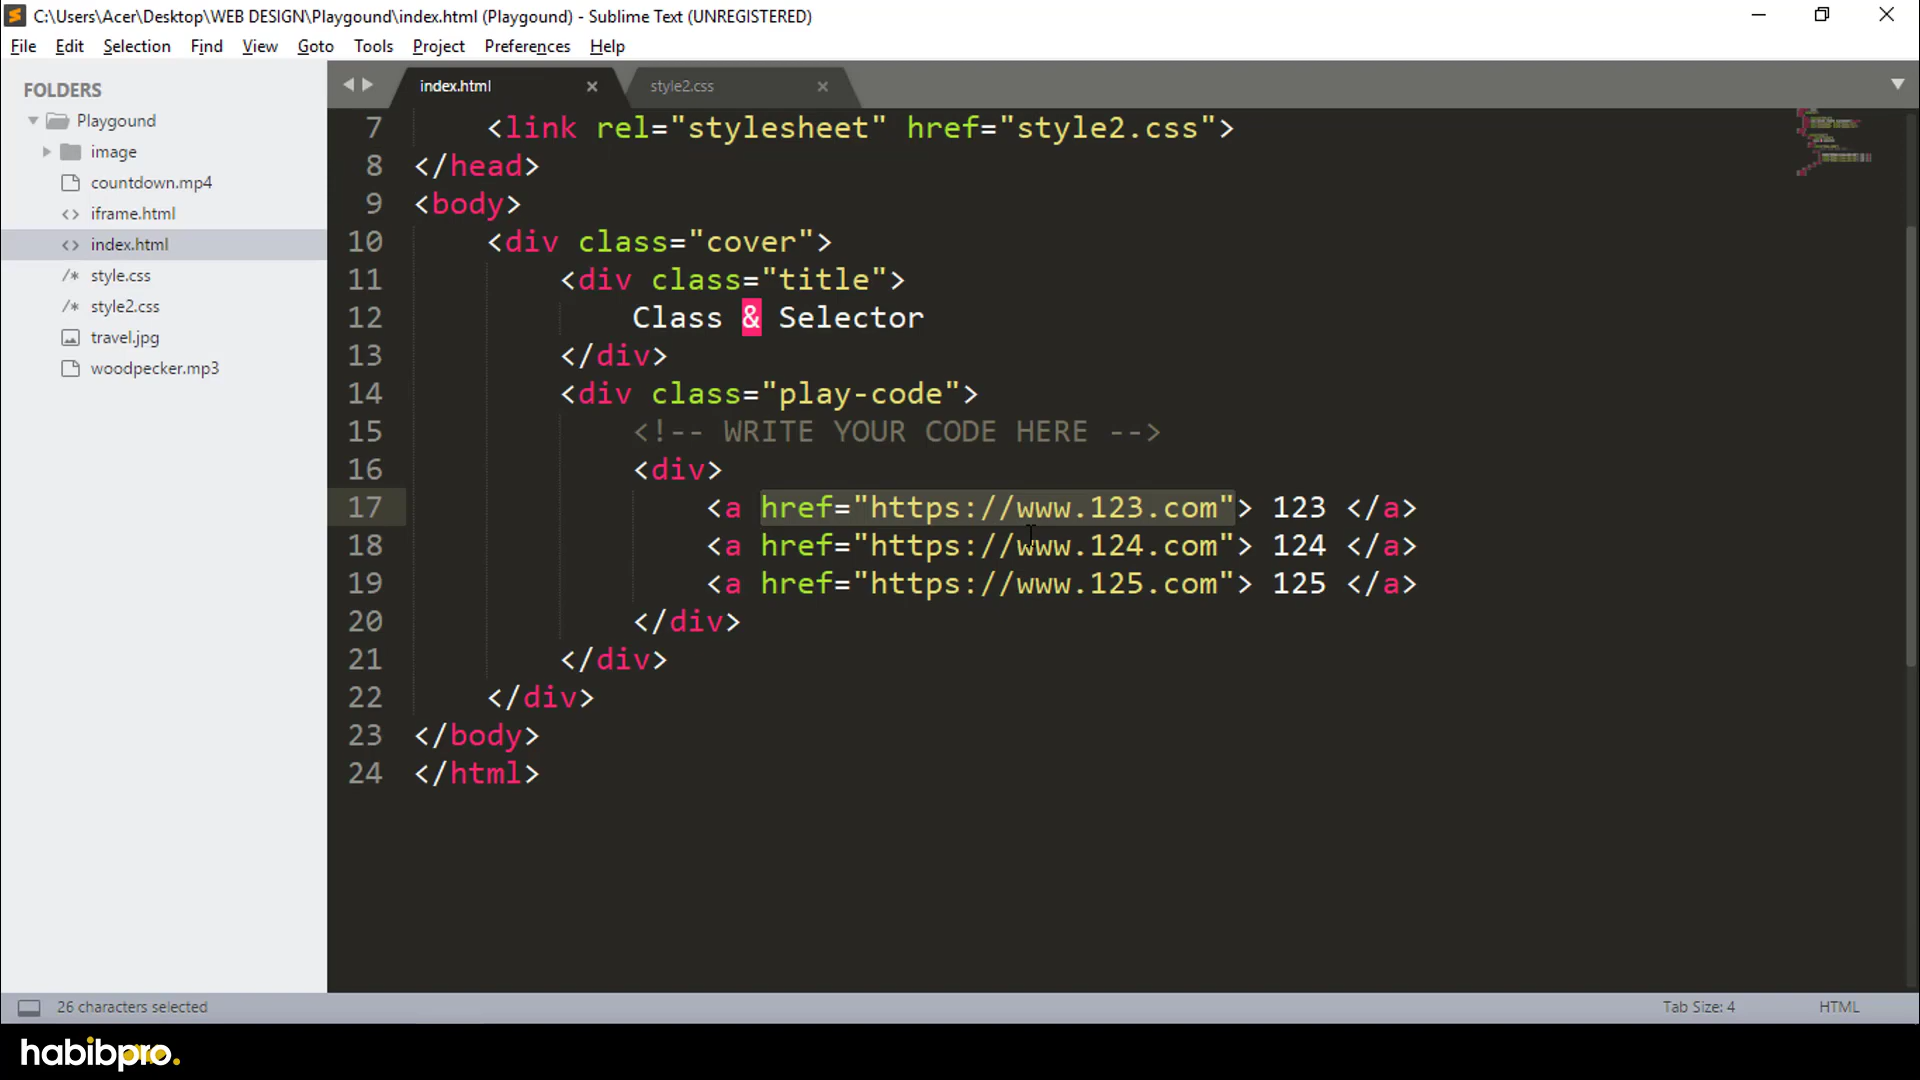 C:\Users\Acer\Desktop\WEB DESIGN\Playgound\index.html (Playgound) - Sublime Text (UNREGISTERED)
File Edit Selection Find View Goto Tools Project Preferences Help
FOLDERS
Playgound
image
countdown.mp4
iframe.html
index.html
style.css
style2.css
travel.jpg
woodpecker.mp3
index.html style2.css
7 <link rel="stylesheet" href="style2.css">
8 </head>
9 <body>
10 <div class="cover">
11 <div class="title">
12 Class & Selector
13 </div>
14 <div class="play-code">
15 <!-- WRITE YOUR CODE HERE -->
16 <div>
17 <a href="https://www.123.com"> 123 </a>
18 <a href="https://www.124.com"> 124 </a>
19 <a href="https://www.125.com"> 125 </a>
20 </div>
21 </div>
22 </div>
23 </body>
24 </html>
26 characters selected Tab Size: 4 HTML
habibpro.